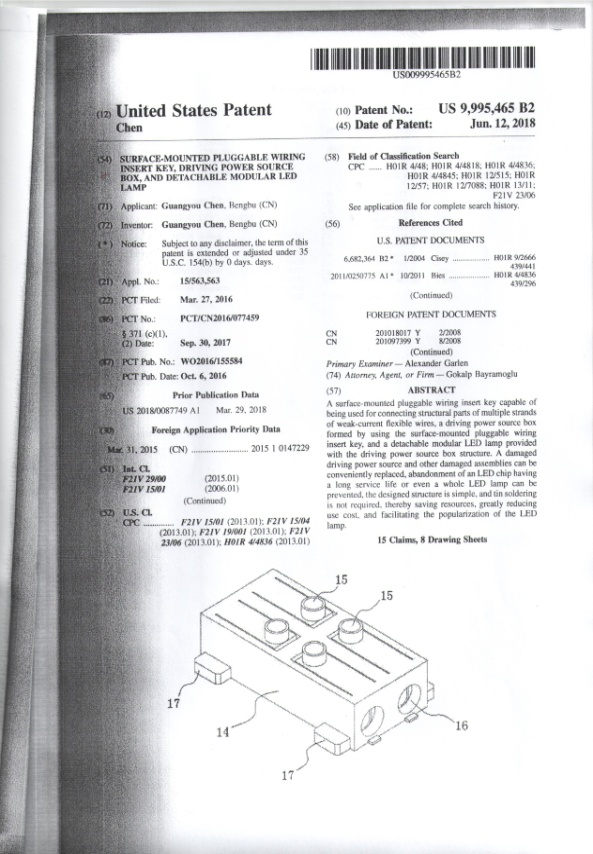 US009995465B2
(12) United States Patent
Chen
(10) Patent No.: US 9,995,465 B2
(45) Date of Patent: Jun. 12, 2018
(54) SURFACE-MOUNTED PLUGGABLE WIRING
INSERT KEY, DRIVING POWER SOURCE
BOX, AND DETACHABLE MODULAR LED
LAMP
(71) Applicant: Guangyou Chen, Bengbu (CN)
(72) Inventor: Guangyou Chen, Bengbu (CN)
(*) Notice: Subject to any disclaimer, the term of this
patent is extended or adjusted under 35
U.S.C. 154(b) by 0 days. days.
(21) Appl. No.: 15/563,563
(22) PCT Filed: Mar. 27, 2016
(86) PCT No.: PCT/CN2016/077459
§ 371 (c)(1),
(2) Date: Sep. 30, 2017
(87) PCT Pub. No.: WO2016/155584
PCT Pub. Date: Oct. 6, 2016
(65) Prior Publication Data
US 2018/0087749 A1 Mar. 29, 2018
(30) Foreign Application Priority Data
Mar. 31, 2015 (CN) ........................ 2015 1 0147229
(51) Int. Cl.
F21V 29/00 (2015.01)
F21V 15/01 (2006.01)
(Continued)
(52) U.S. Cl.
CPC ............. F21V 15/01 (2013.01); F21V 15/04
(2013.01); F21V 19/001 (2013.01); F21V
23/06 (2013.01); H01R 4/4836 (2013.01)
(58) Field of Classification Search
CPC ...... H01R 4/48; H01R 4/4818; H01R 4/4836;
H01R 4/4845; H01R 12/515; H01R
12/57; H01R 12/7088; H01R 13/11;
F21V 23/06
See application file for complete search history.
(56) References Cited
U.S. PATENT DOCUMENTS
6,682,364 B2 * 1/2004 Cisey ................ H01R 9/2666
439/441
2011/0250775 A1 * 10/2011 Bies .................. H01R 4/4836
439/296
(Continued)
FOREIGN PATENT DOCUMENTS
CN 201018017 Y 2/2008
CN 201097399 Y 8/2008
(Continued)
Primary Examiner — Alexander Garlen
(74) Attorney, Agent, or Firm — Gokalp Bayramoglu
(57) ABSTRACT
A surface-mounted pluggable wiring insert key capable of
being used for connecting structural parts of multiple strands
of weak-current flexible wires, a driving power source box
formed by using the surface-mounted pluggable wiring
insert key, and a detachable modular LED lamp provided
with the driving power source box structure. A damaged
driving power source and other damaged assemblies can be
conveniently replaced, abandonment of an LED chip having
a long service life or even a whole LED lamp can be
prevented, the designed structure is simple, and tin soldering
is not required, thereby saving resources, greatly reducing
use cost, and facilitating the popularization of the LED
lamp.
15 Claims, 8 Drawing Sheets
15
15
17
14
16
17